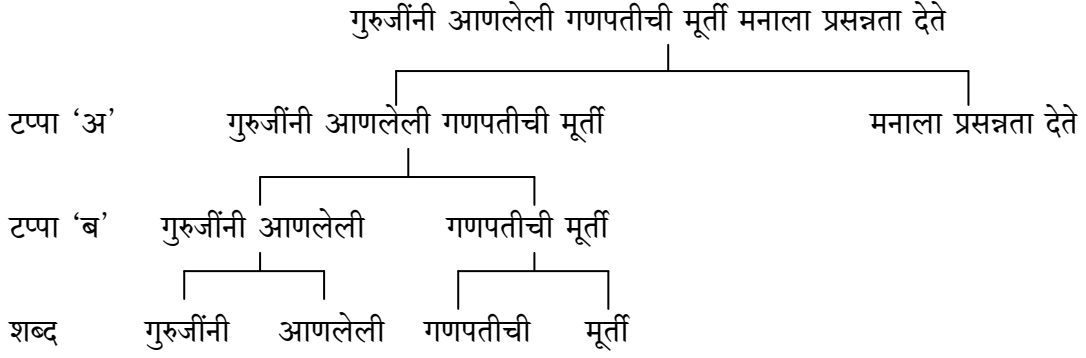 गुरुजींनी आणलेली गणपतीची मूर्ती मनाला प्रसन्नता देते
टप्पा ‘अ’ गुरुजींनी आणलेली गणपतीची मूर्ती मनाला प्रसन्नता देते
टप्पा ‘ब’ गुरुजींनी आणलेली गणपतीची मूर्ती
शब्द गुरुजींनी आणलेली गणपतीची मूर्ती